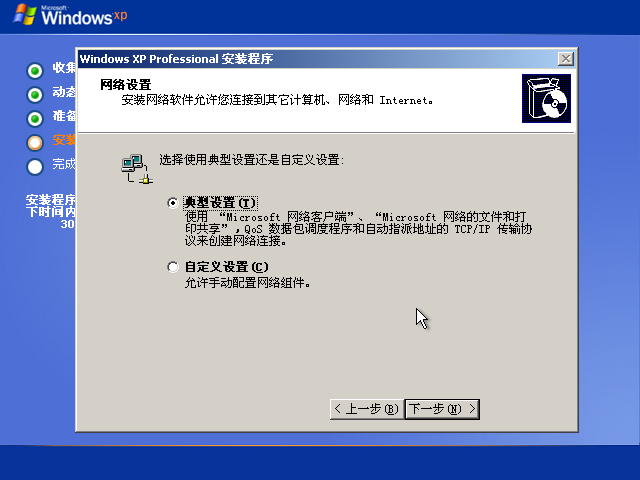 Microsoft
Windows xp
Windows XP Professional 安装程序
收集
动态
准备
安装
完成
安装程序
下时间内
30
网络设置
安装网络软件允许您连接到其它计算机、网络和 Internet。
选择使用典型设置还是自定义设置:
典型设置(T)
使用 “Microsoft 网络客户端”、“Microsoft 网络的文件和打
印共享”,QoS 数据包调度程序和自动指派地址的 TCP/IP 传输协
议来创建网络连接。
自定义设置(C)
允许手动配置网络组件。
< 上一步(B)
下一步(N) >